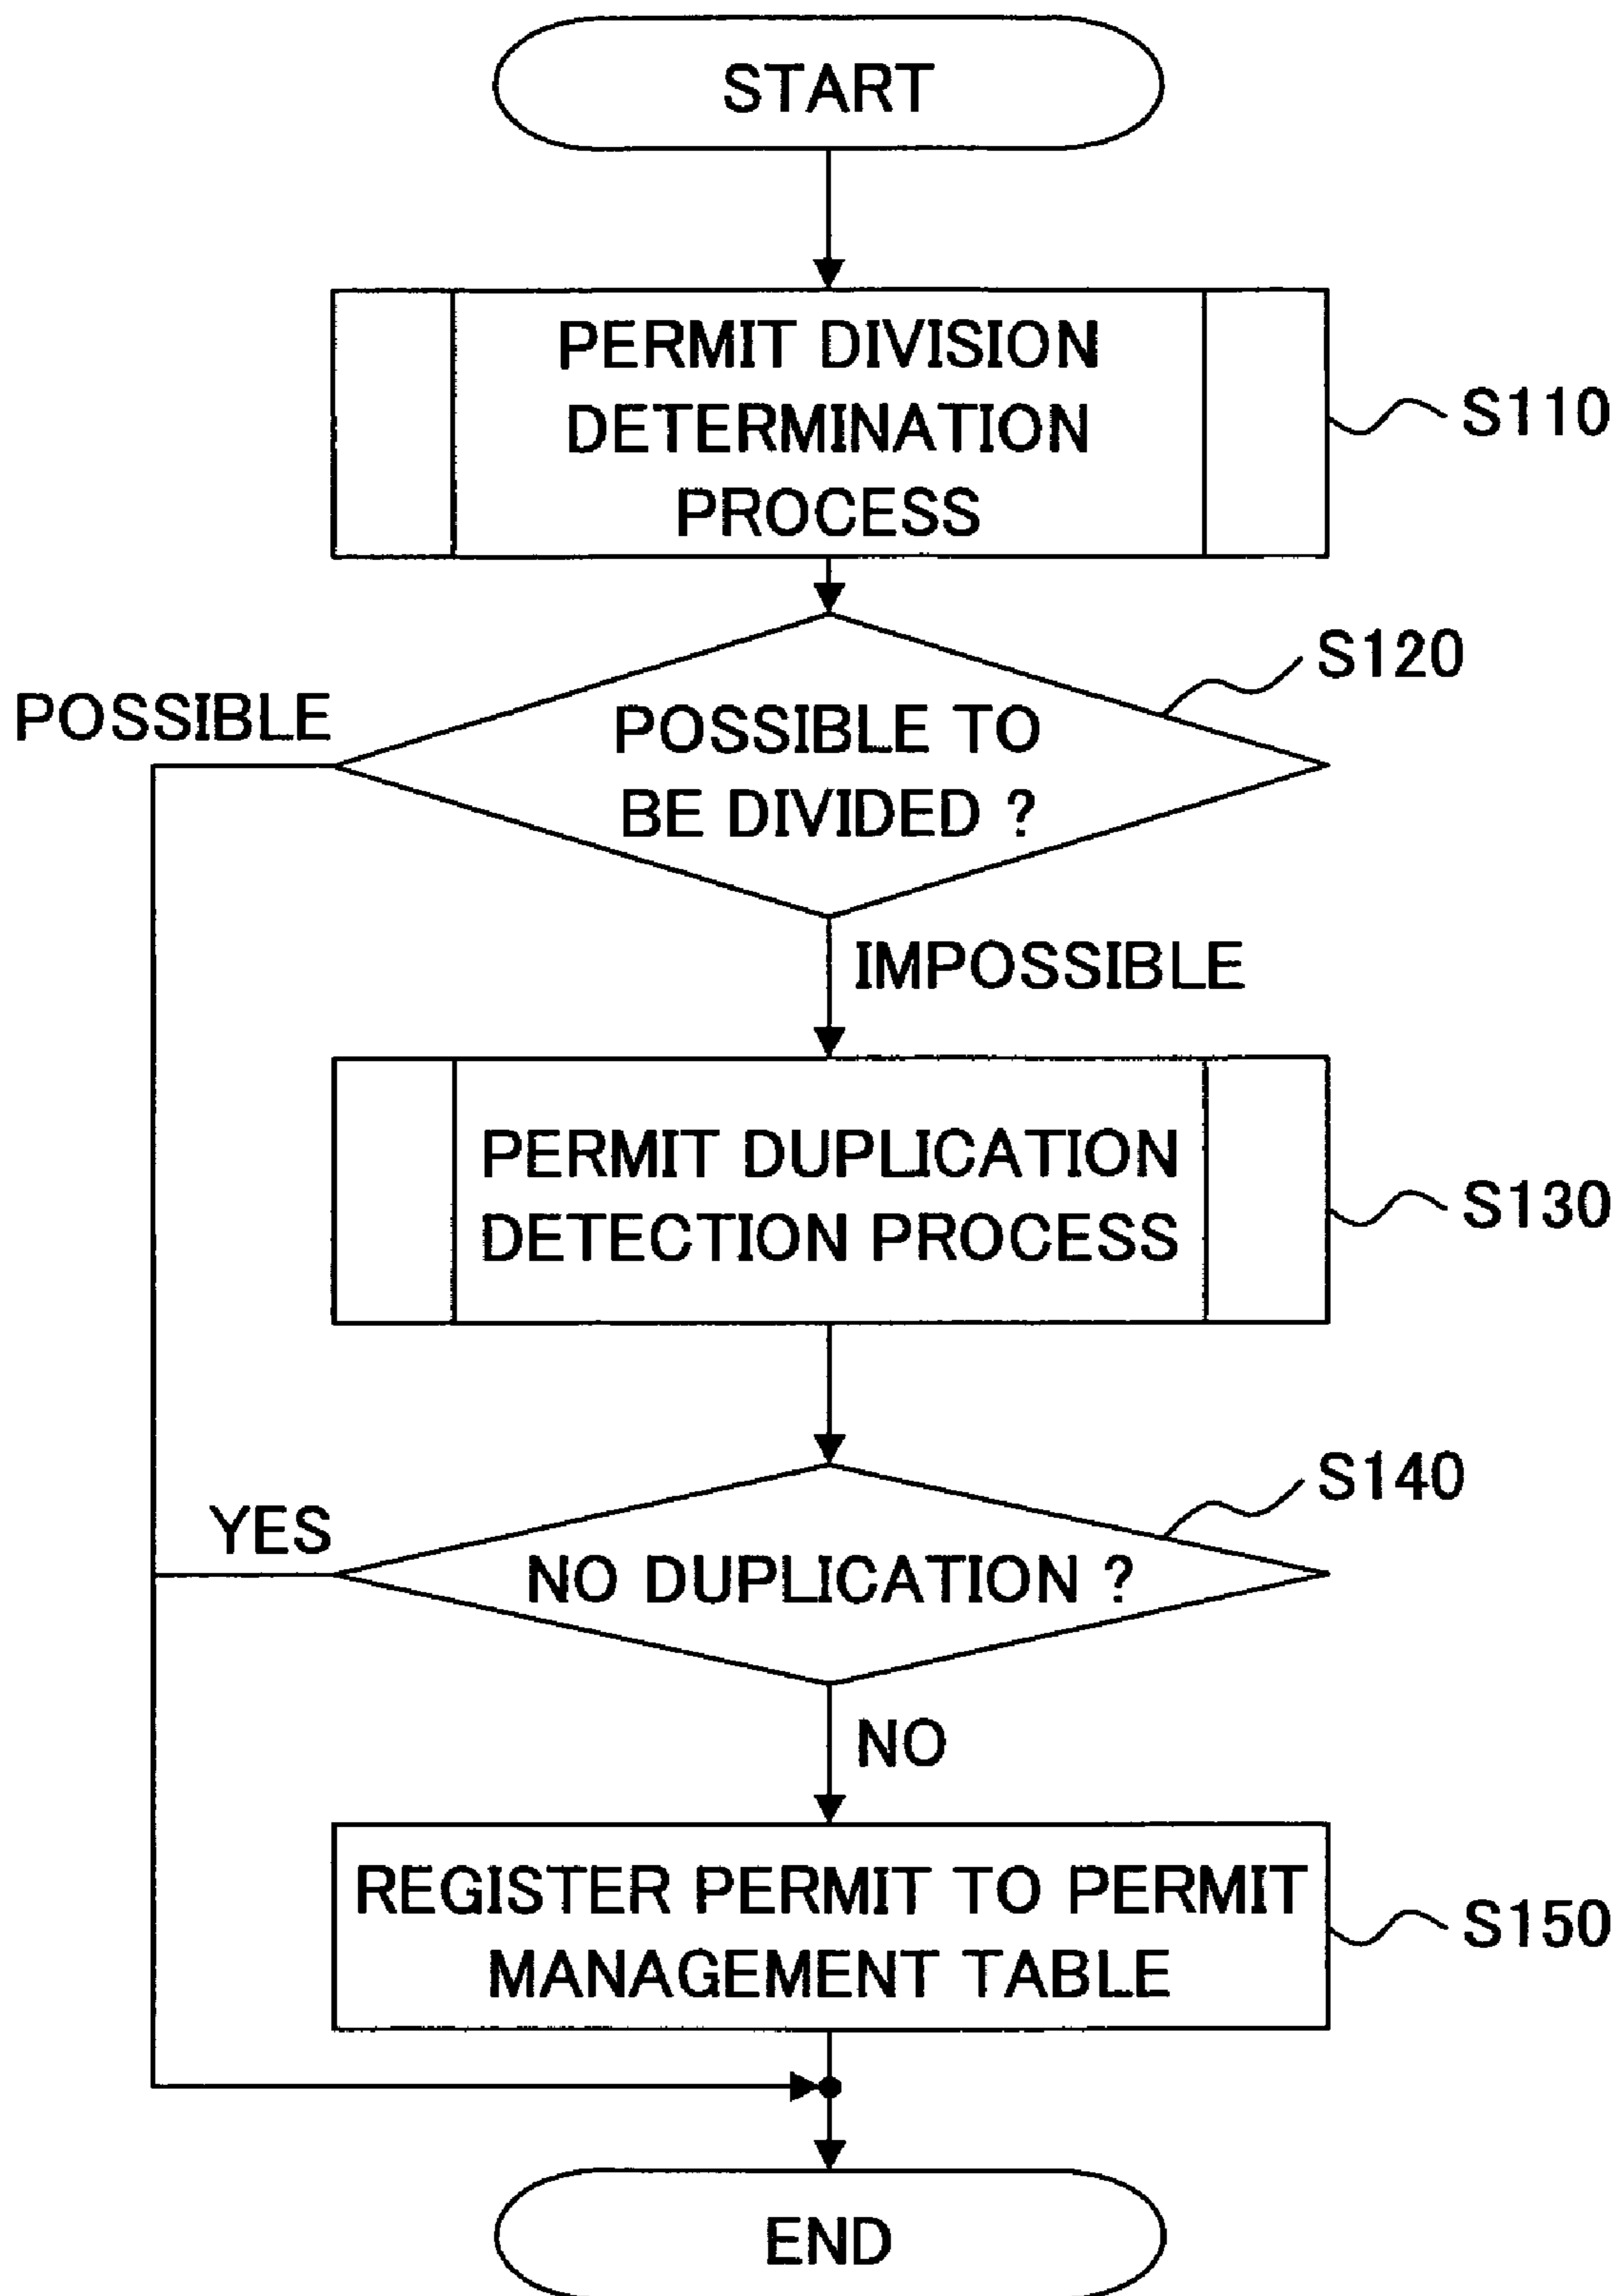 START
PERMIT DIVISION
DETERMINATION
PROCESS
S110
S120
POSSIBLE
POSSIBLE TO
BE DIVIDED ?
IMPOSSIBLE
PERMIT DUPLICATION
DETECTION PROCESS
S130
S140
YES
NO DUPLICATION ?
NO
REGISTER PERMIT TO PERMIT
MANAGEMENT TABLE
S150
END